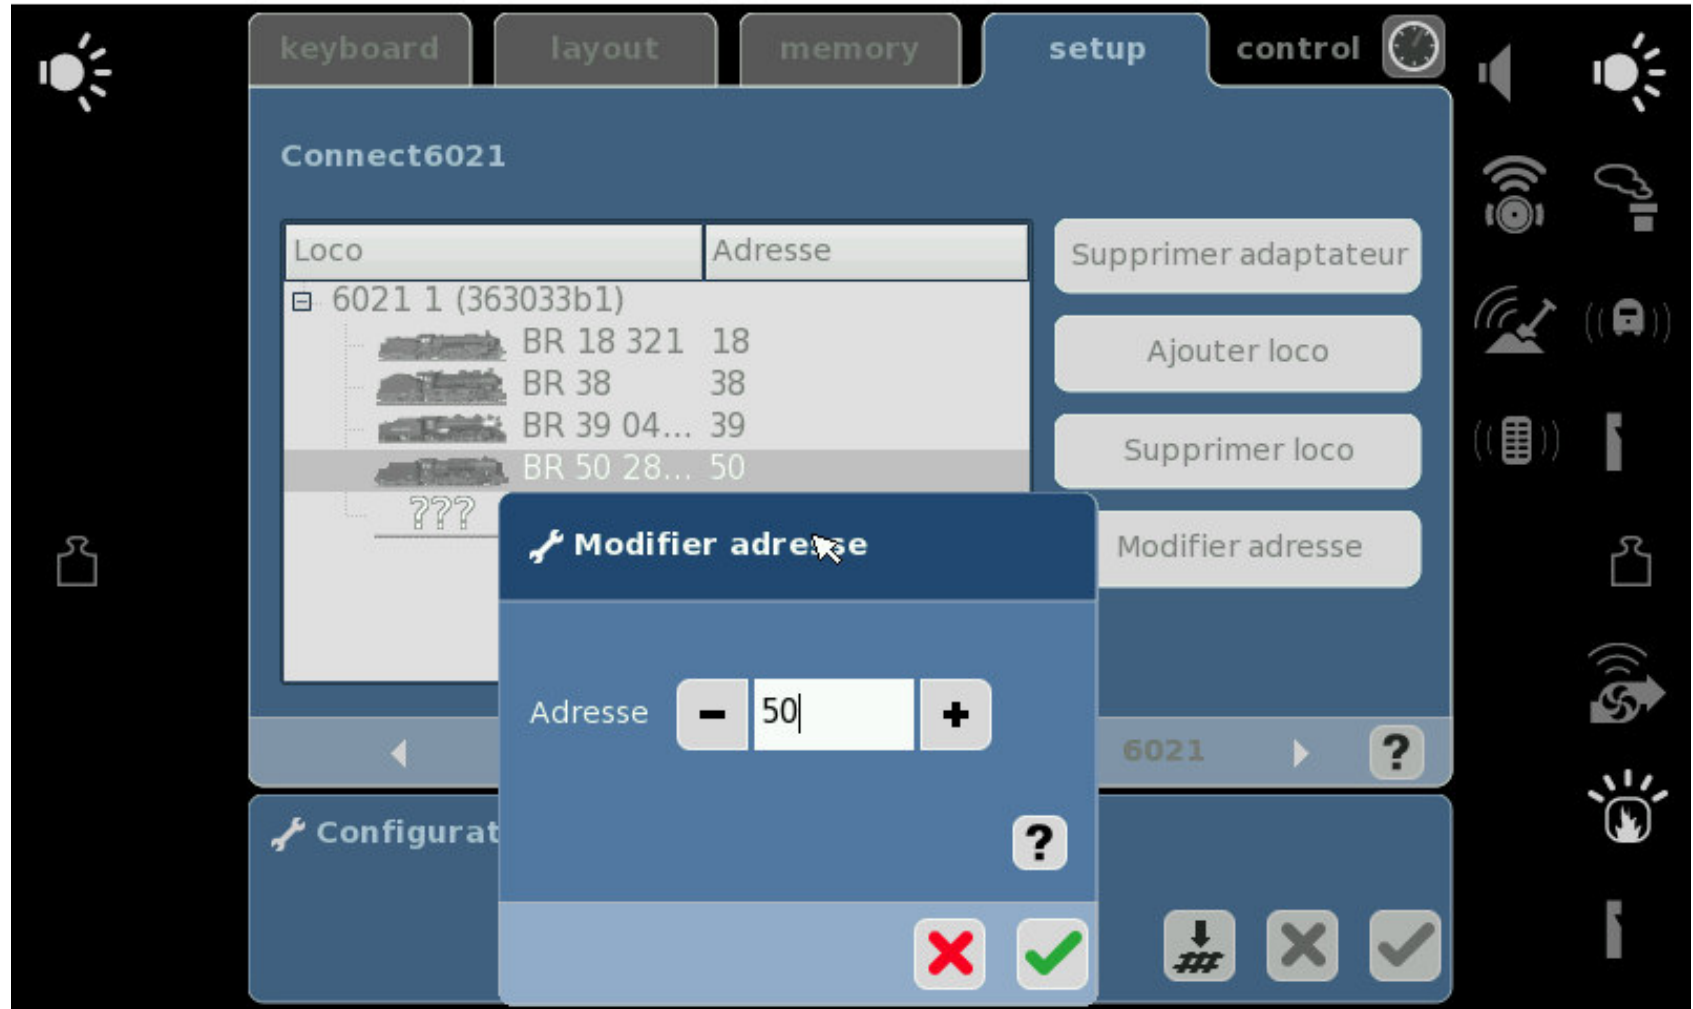 keyboard layout memory setup control
Connect6021
Loco Adresse
6021 1 (363033b1)
BR 18 321 18
BR 38 38
BR 39 04... 39
BR 50 28... 50
???
Supprimer adaptateur
Ajouter loco
Supprimer loco
Modifier adresse
Modifier adresse
Adresse - 50 +
6021 ?
Configurat
?